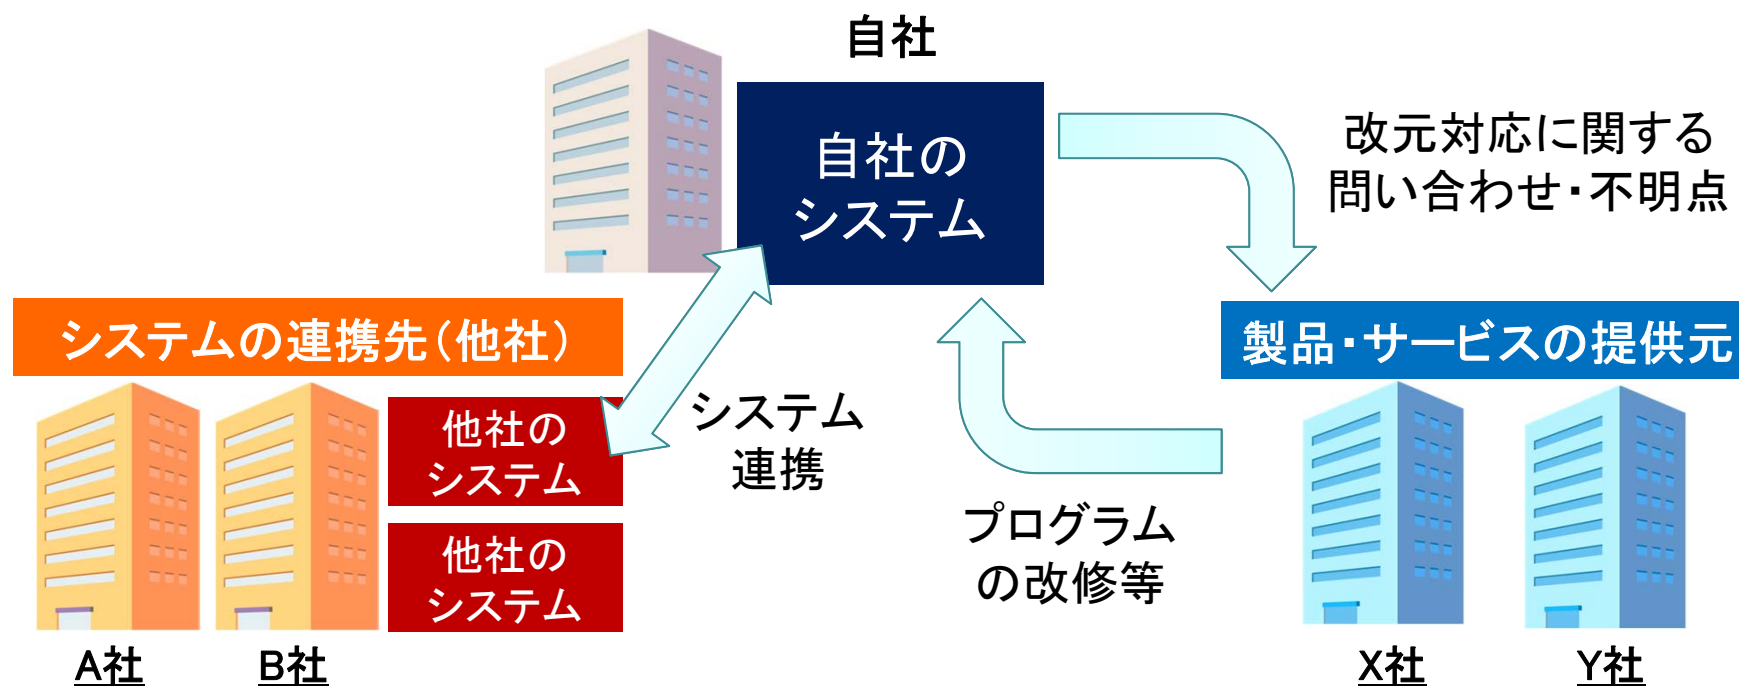 自社
自社の
システム
改元対応に関する
問い合わせ・不明点
システムの連携先（他社）
製品・サービスの提供元
他社の
システム
システム
連携
他社の
システム
プログラム
の改修等
A社
B社
X社
Y社